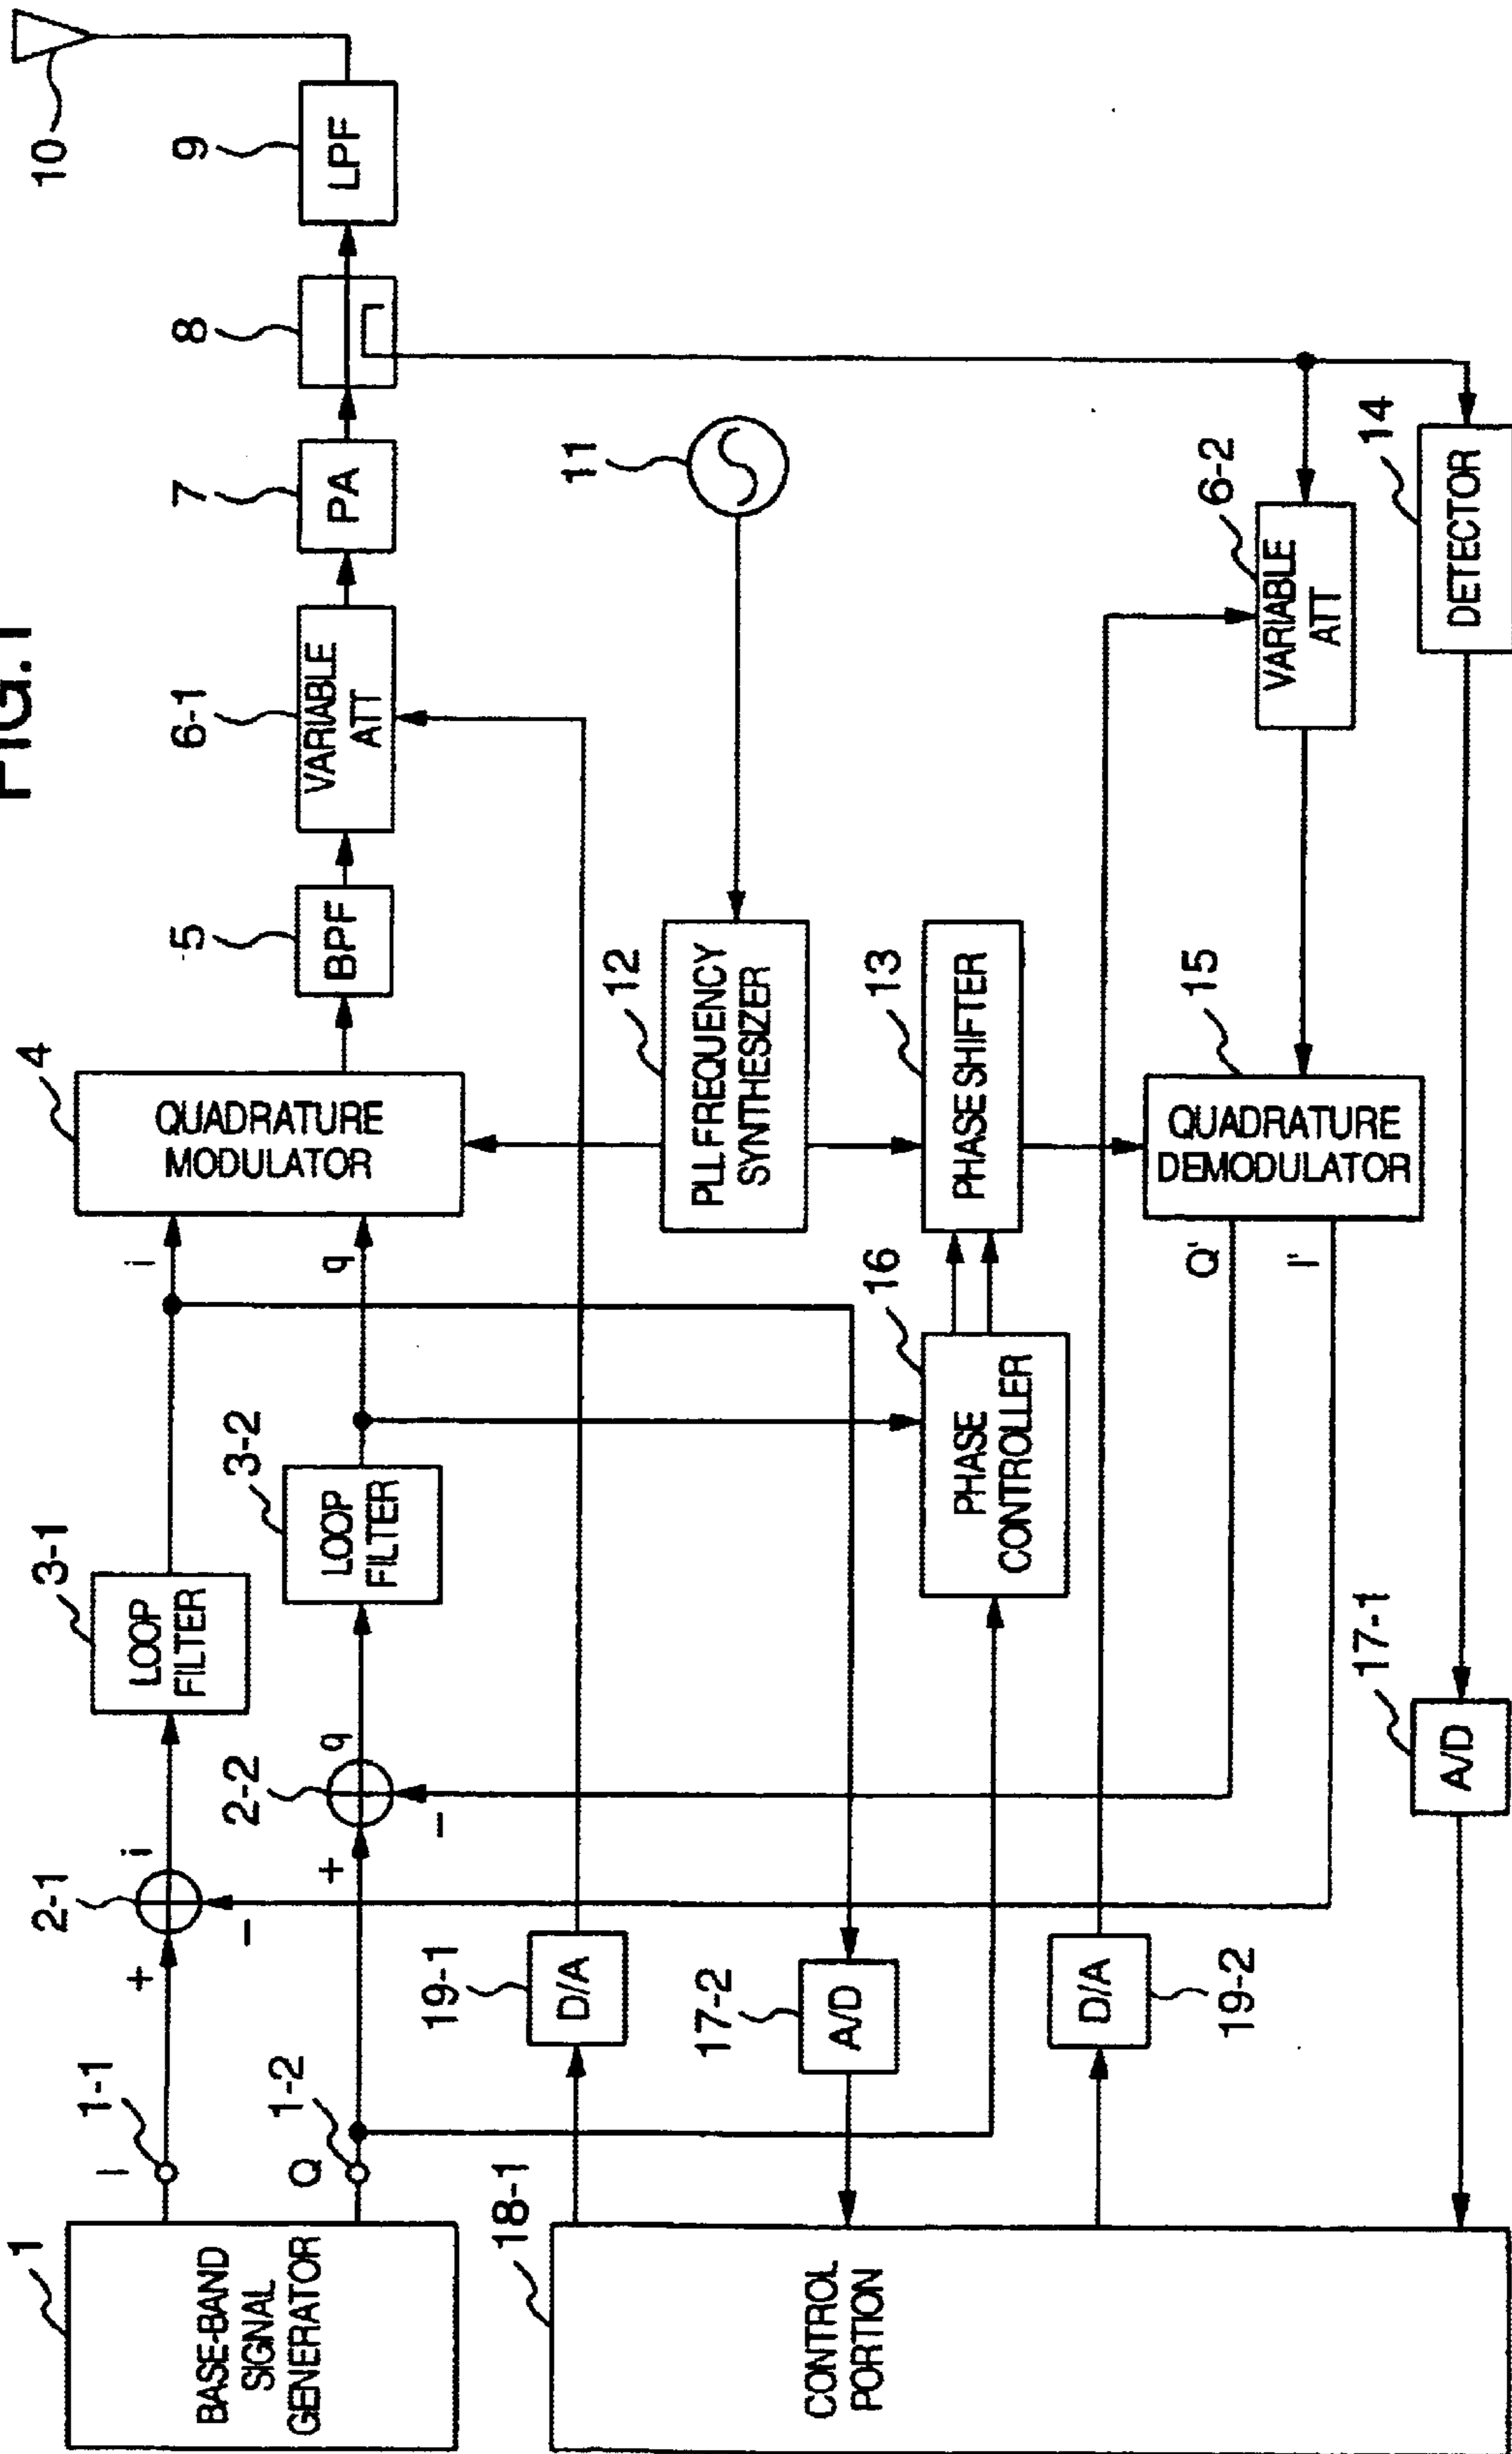 FIG.1
1
BASE-BAND
SIGNAL
GENERATOR
I
1-1
Q
1-2
+
2-1
−
i
+
2-2
−
q
3-1
LOOP
FILTER
3-2
LOOP
FILTER
i
q
4
QUADRATURE
MODULATOR
5
BPF
6-1
VARIABLE
ATT
7
PA
8
9
LPF
10
11
12
PLL FREQUENCY
SYNTHESIZER
13
PHASE SHIFTER
16
PHASE
CONTROLLER
15
QUADRATURE
DEMODULATOR
Q'
I'
6-2
VARIABLE
ATT
14
DETECTOR
17-1
A/D
19-1
D/A
17-2
A/D
19-2
D/A
18-1
CONTROL
PORTION